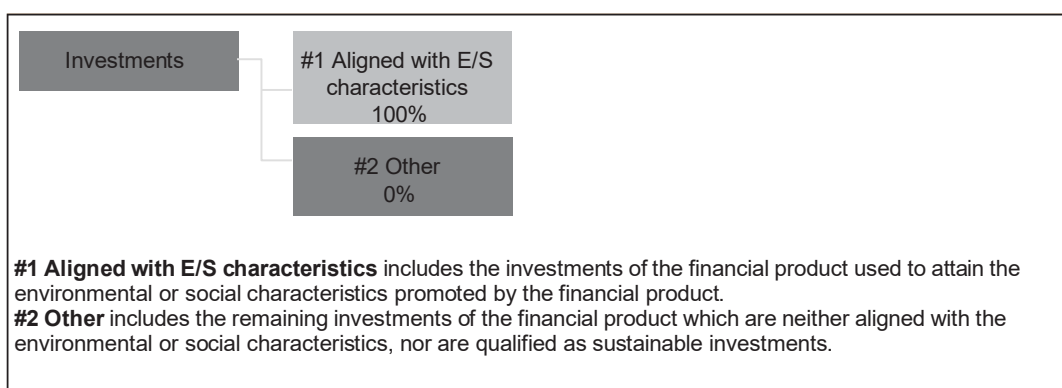 Investments
#1 Aligned with E/S
characteristics
100%
#2 Other
0%
#1 Aligned with E/S characteristics includes the investments of the financial product used to attain the
environmental or social characteristics promoted by the financial product.
#2 Other includes the remaining investments of the financial product which are neither aligned with the
environmental or social characteristics, nor are qualified as sustainable investments.